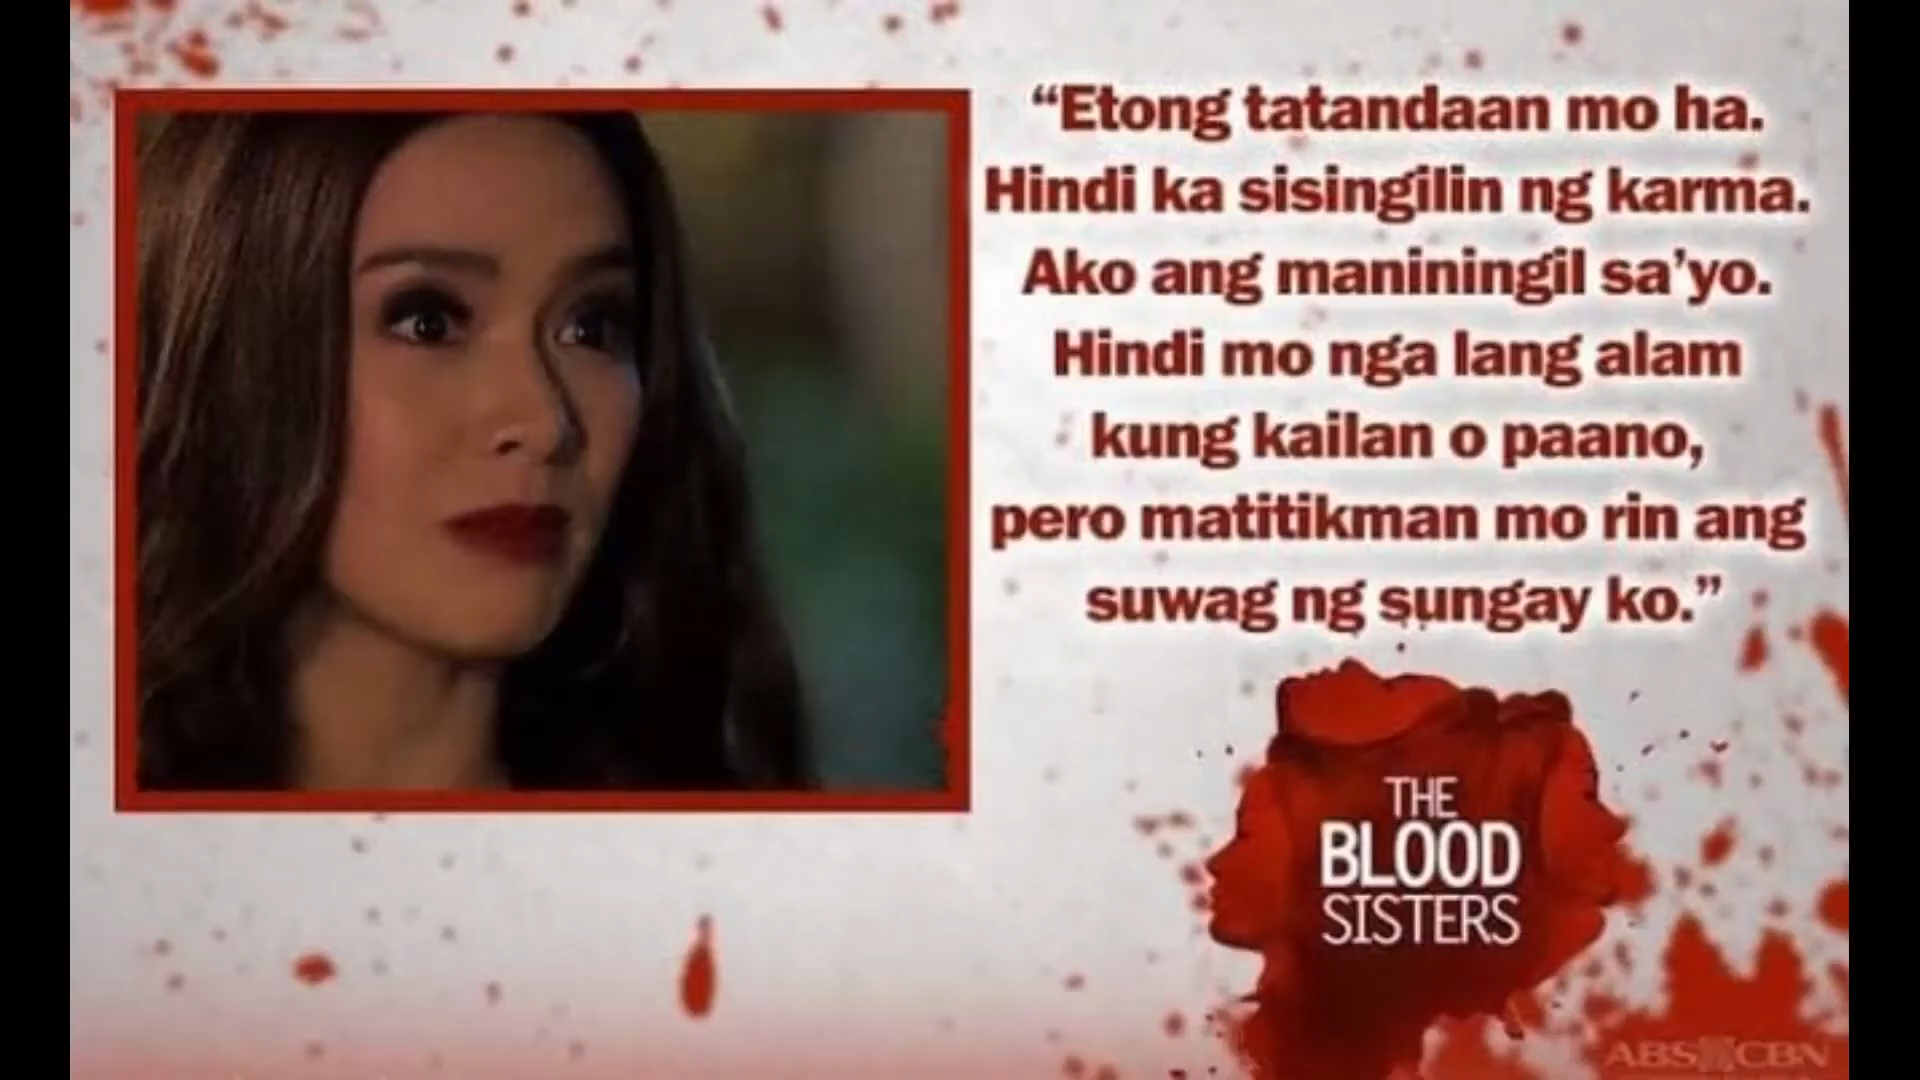 “Etong tatandaan mo ha.
Hindi ka sisingilin ng karma.
Ako ang maniningil sa’yo.
Hindi mo nga lang alam
kung kailan o paano,
pero matitikman mo rin ang
suwag ng sungay ko.”
THE
BLOOD
SISTERS
ABS CBN